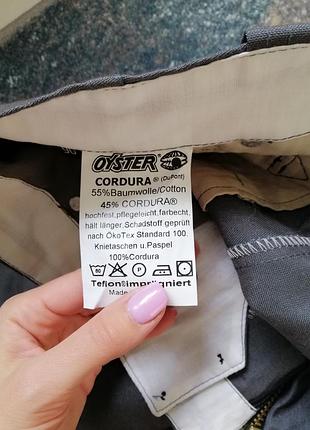 OYSTER
CORDURA ® (DuPont)
55%Baumwolle/Cotton
45% CORDURA®
hochfest,pflegeleicht,farbecht,
hält länger.Schadstoff geprüft
nach ÖkoTex Standard 100.
Knietaschen u.Paspel
100%Cordura
P
Teflon®imprägniert
Made